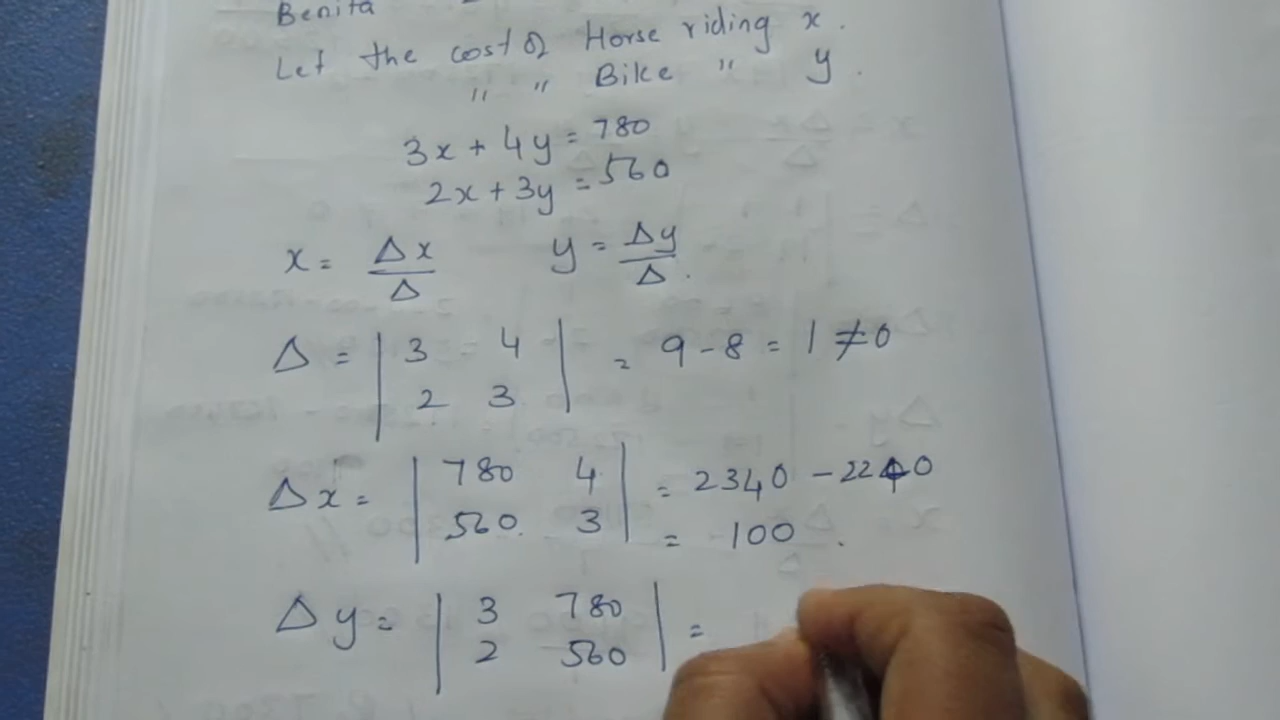 Benita
Let the cost of Horse riding x.
" " Bike " y.
3x + 4y = 780
2x + 3y = 560
x = Δx/Δ y = Δy/Δ.
Δ = | 3 4 | = 9 - 8 = 1 ≠ 0
| 2 3 |
Δx = | 780 4 | = 2340 - 2240
| 560. 3 | = 100.
Δy = | 3 780 | =
| 2 560 |